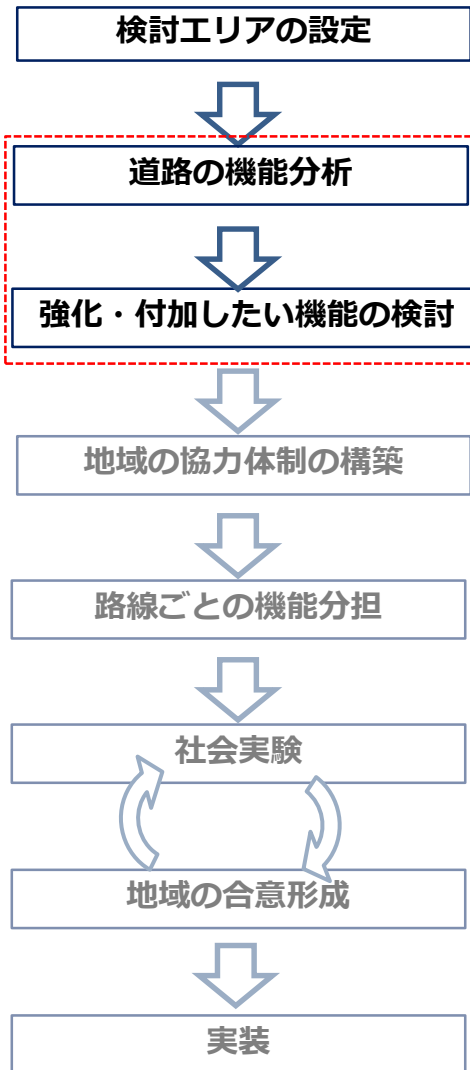 検討エリアの設定
道路の機能分析
強化・付加したい機能の検討
地域の協力体制の構築
路線ごとの機能分担
社会実験
地域の合意形成
実装